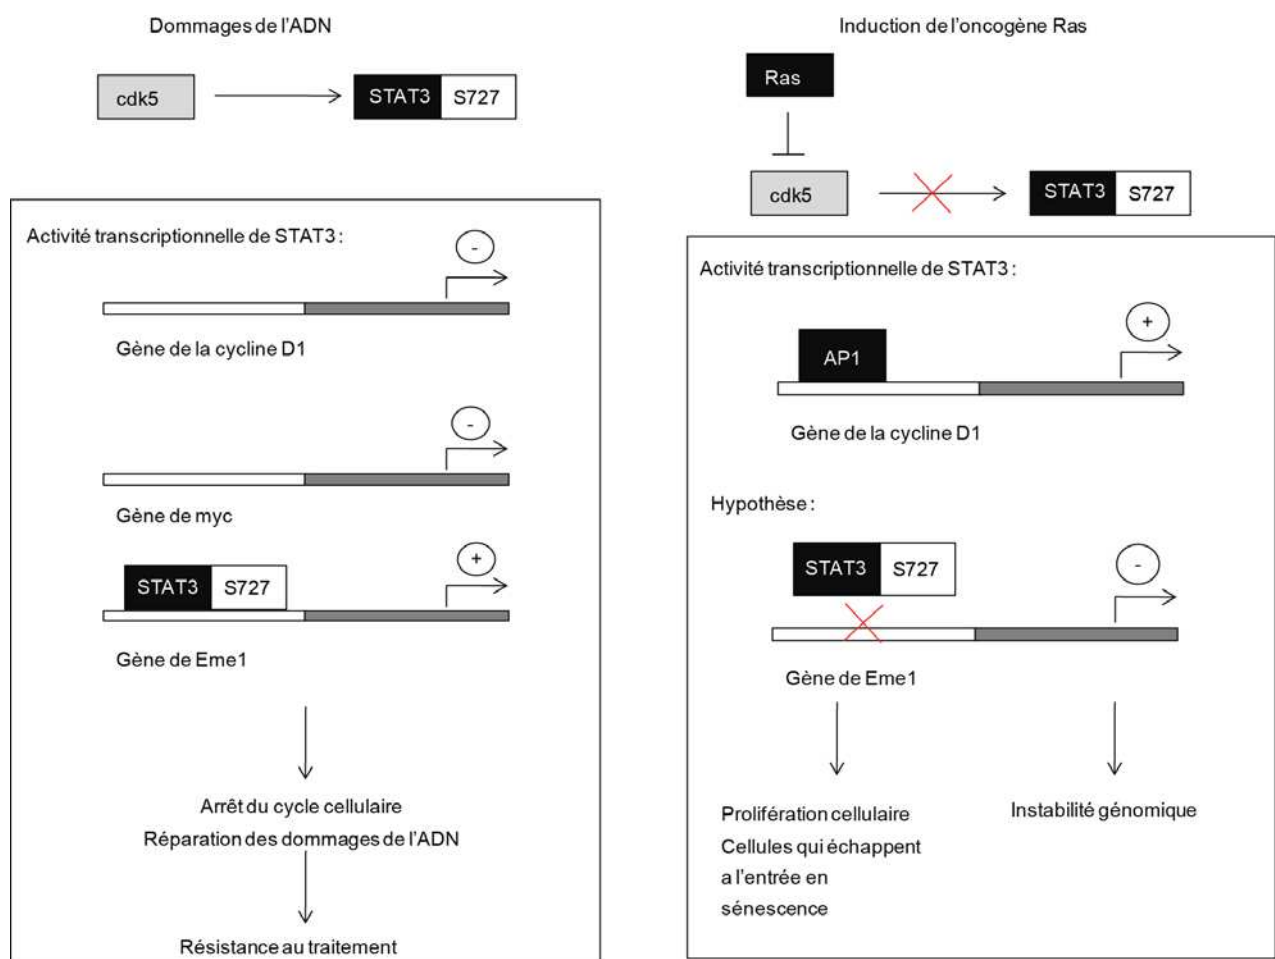 Dommages de l'ADN
cdk5
STAT3 S727
Activité transcriptionnelle de STAT3 :
-
Gène de la cycline D1
-
Gène de myc
+
STAT3 S727
Gène de Eme1
Arrêt du cycle cellulaire
Réparation des dommages de l'ADN
Résistance au traitement
Induction de l'oncogène Ras
Ras
cdk5
STAT3 S727
Activité transcriptionnelle de STAT3 :
+
AP1
Gène de la cycline D1
Hypothèse :
STAT3 S727
-
Gène de Eme1
Prolifération cellulaire
Cellules qui échappent
a l'entrée en
sénescence
Instabilité génomique